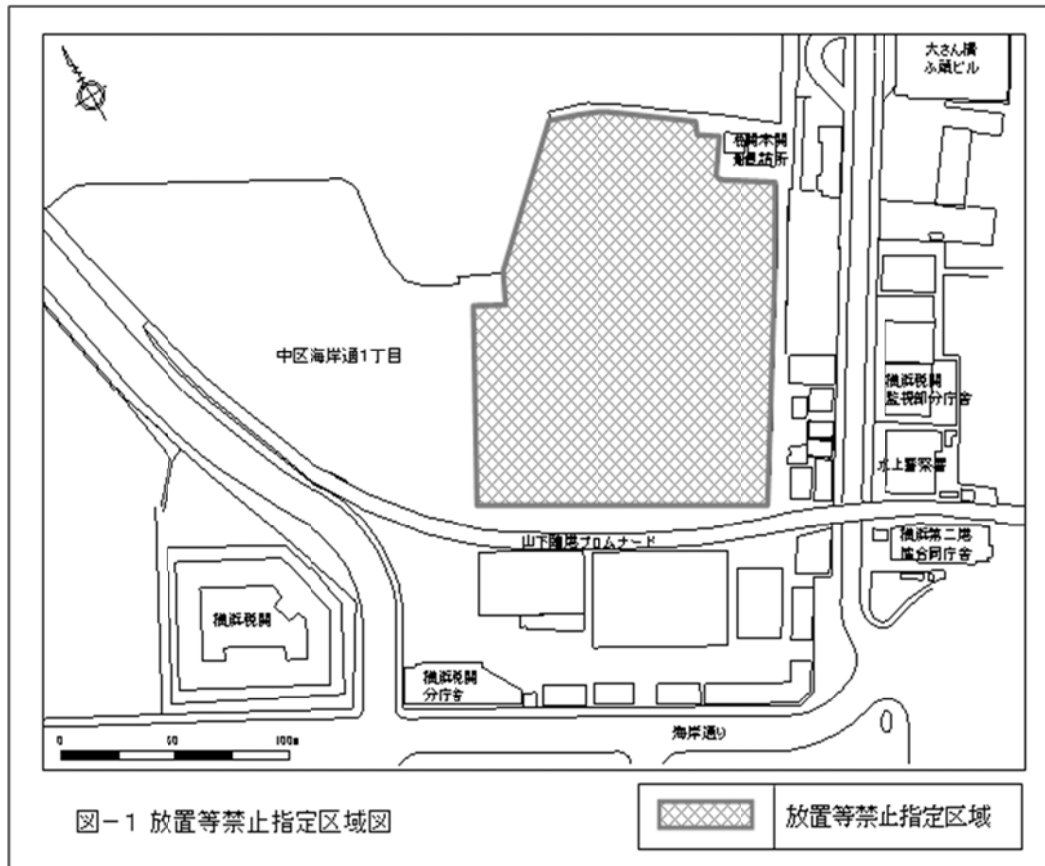 大さん橋
ふ頭ビル
税関本関
船員詰所
中区海岸通1丁目
横浜税関
監視部分庁舎
水上警察署
横浜第二港
湾合同庁舎
山下臨港プロムナード
横浜税関
横浜税関
分庁舎
海岸通り
0
50
100m
図-1 放置等禁止指定区域図
放置等禁止指定区域